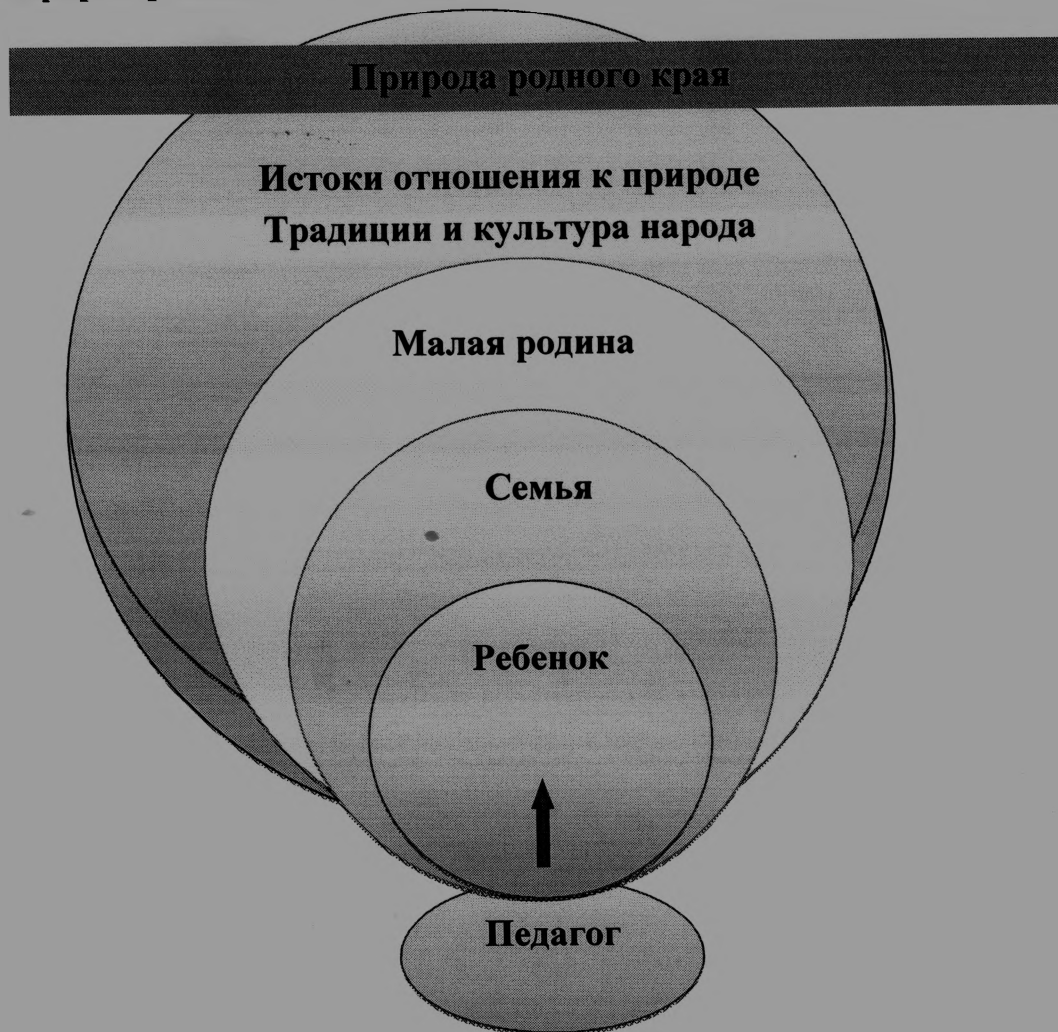 Природа родного края
Истоки отношения к природе
Традиции и культура народа
Малая родина
Семья
Ребенок
Педагог